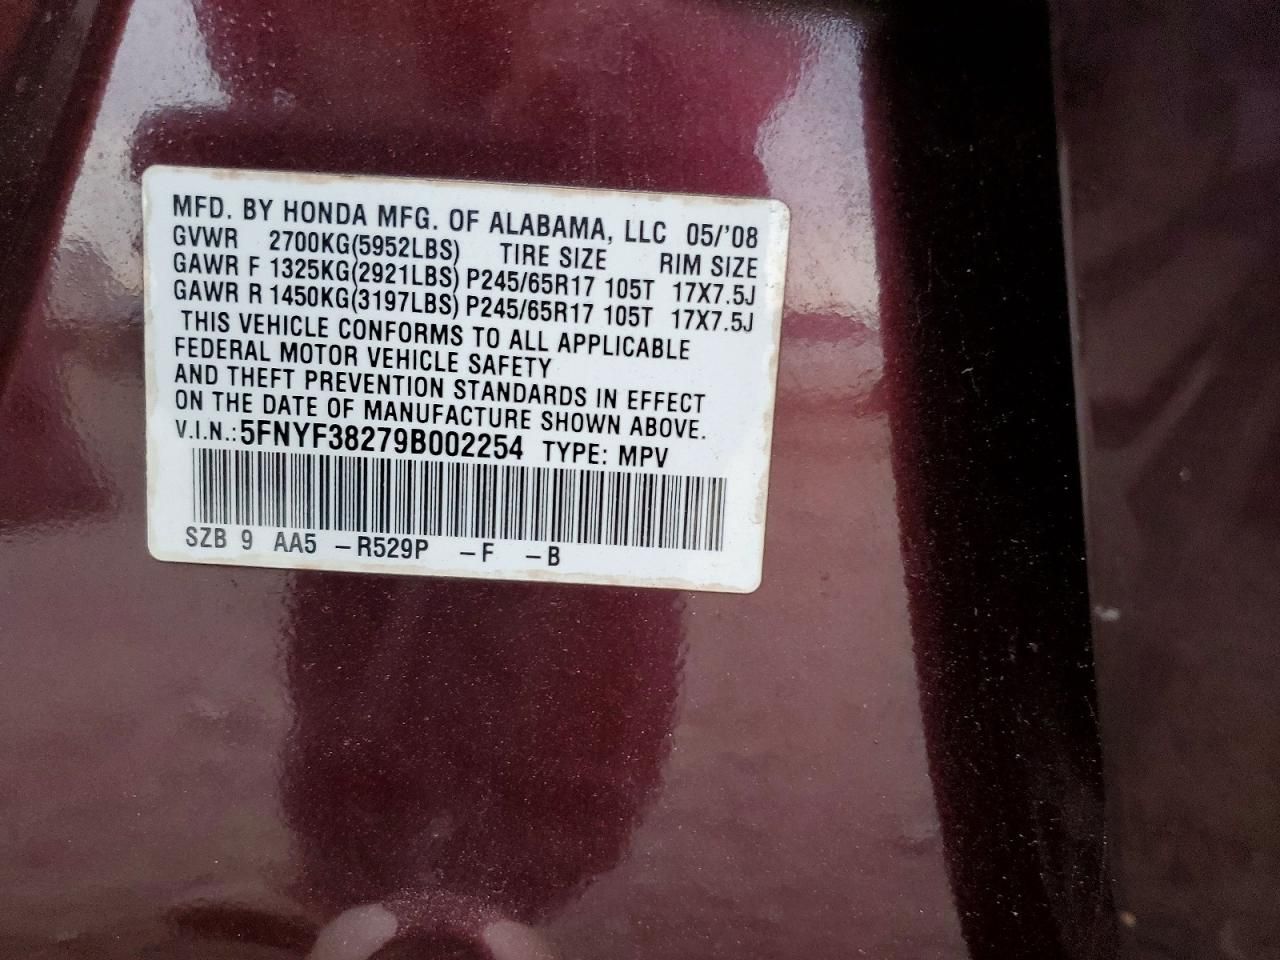 MFD. BY HONDA MFG. OF ALABAMA, LLC 05/'08
GVWR 2700KG(5952LBS) TIRE SIZE RIM SIZE
GAWR F 1325KG(2921LBS) P245/65R17 105T 17X7.5J
GAWR R 1450KG(3197LBS) P245/65R17 105T 17X7.5J
THIS VEHICLE CONFORMS TO ALL APPLICABLE
FEDERAL MOTOR VEHICLE SAFETY
AND THEFT PREVENTION STANDARDS IN EFFECT
ON THE DATE OF MANUFACTURE SHOWN ABOVE.
V.I.N.: 5FNYF38279B002254 TYPE: MPV
SZB 9 AA5 –R529P –F –B